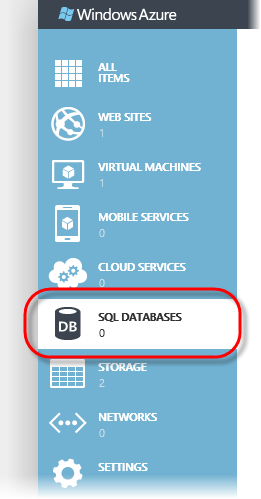 Windows Azure
ALL
ITEMS
WEB SITES
1
VIRTUAL MACHINES
1
MOBILE SERVICES
0
CLOUD SERVICES
0
DB
SQL DATABASES
0
STORAGE
2
NETWORKS
0
SETTINGS